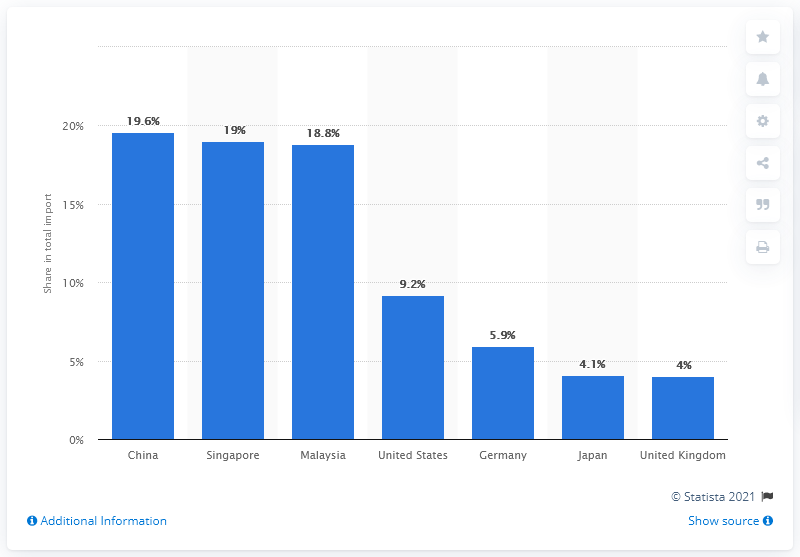 Share in total import
20%
15%
10%
5%
0%
19.6%
19%
18.8%
9.2%
5.9%
4.1%
4%
China
Singapore
Malaysia
United States
Germany
Japan
United Kingdom
© Statista 2021
Additional Information
Show source